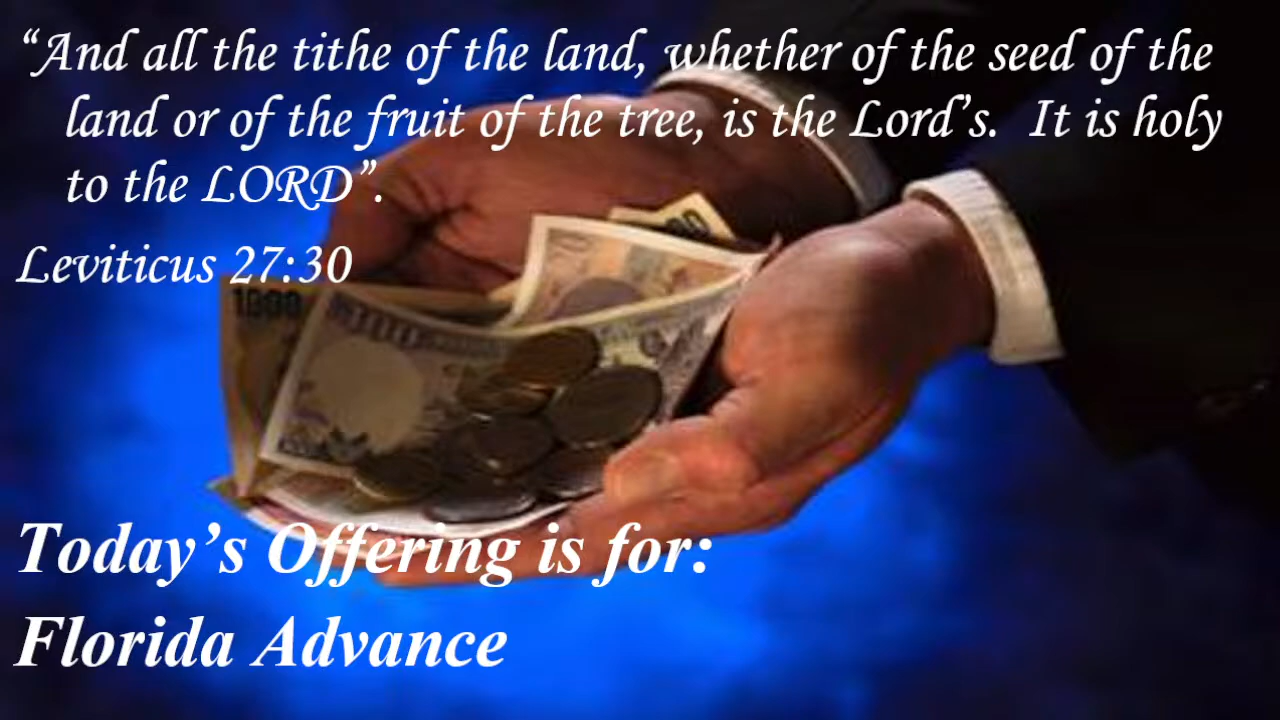 “And all the tithe of the land, whether of the seed of the
land or of the fruit of the tree, is the Lord’s.  It is holy
to the LORD”.
Leviticus 27:30
1000
Today’s Offering is for:
Florida Advance